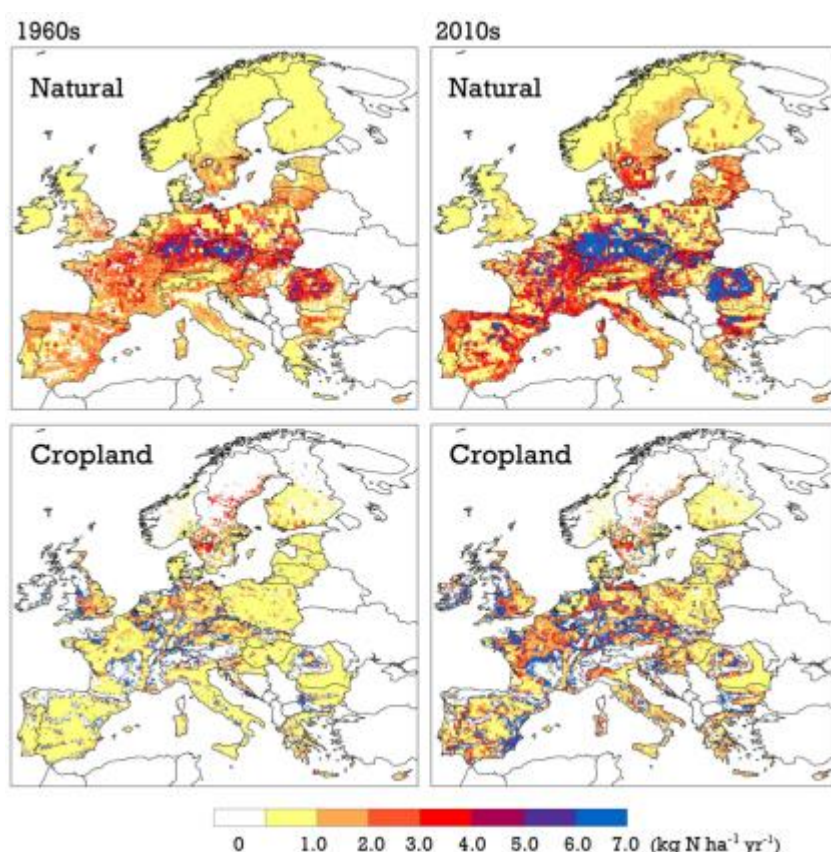 1960s
2010s
Natural
Natural
Cropland
Cropland
0 1.0 2.0 3.0 4.0 5.0 6.0 7.0 (kg N ha⁻¹ yr⁻¹)